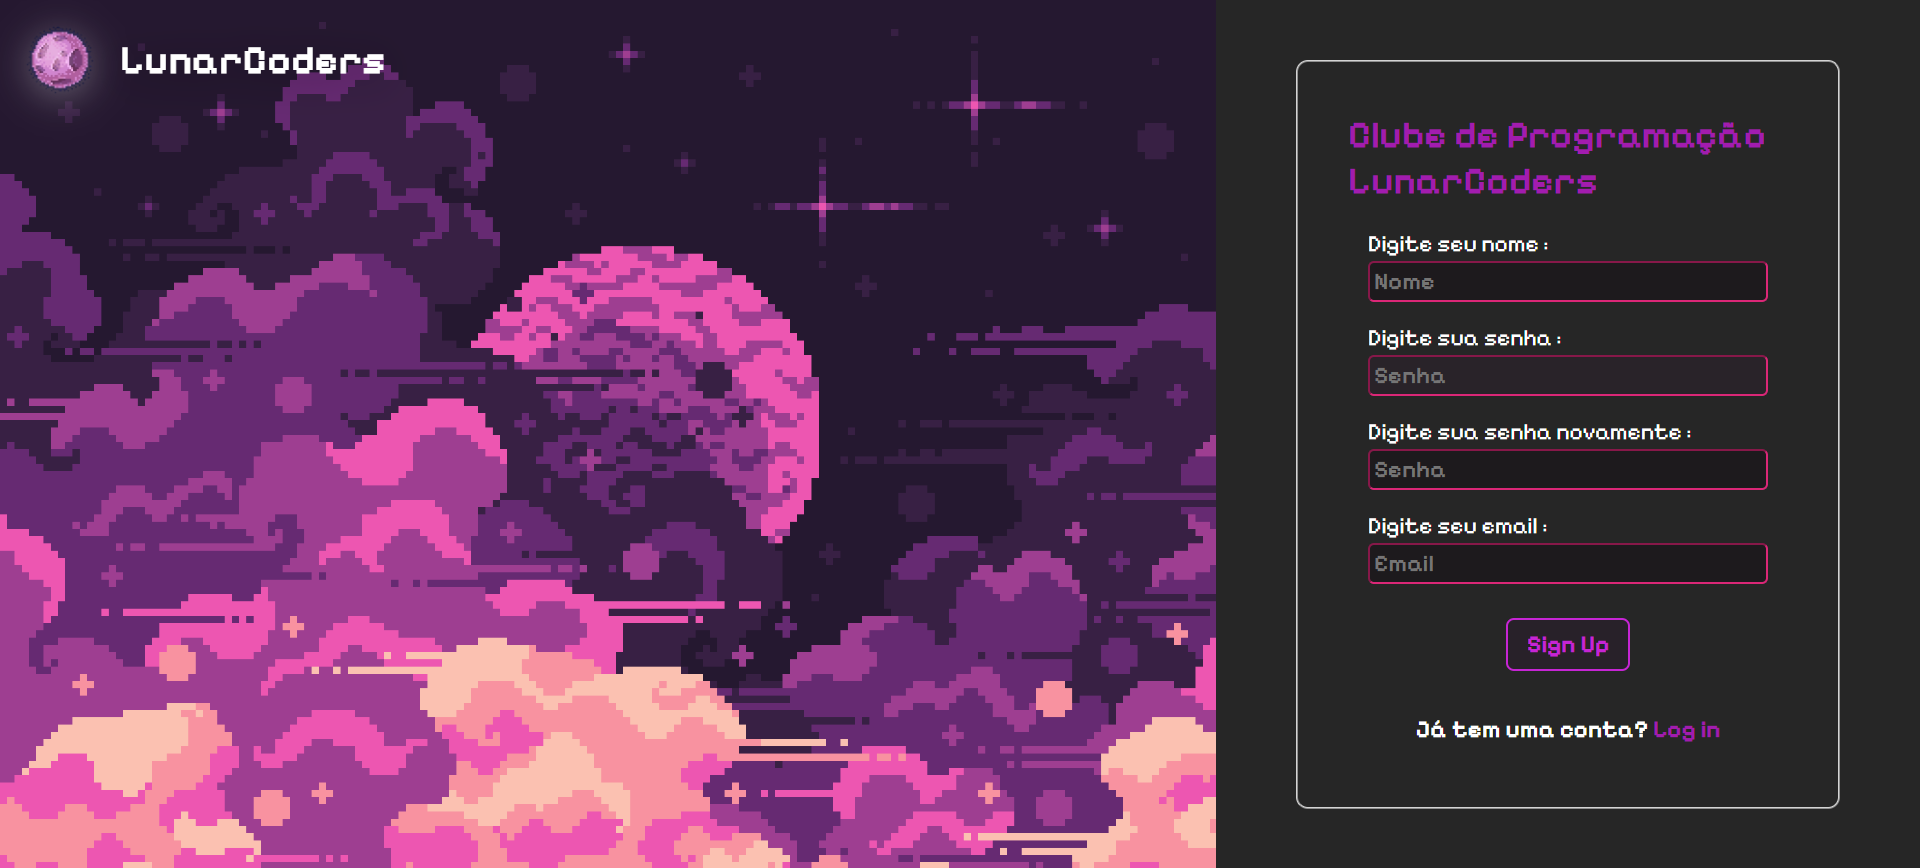 LunarCoders
Clube de Programação
LunarCoders
Digite seu nome :
Nome
Digite sua senha :
Senha
Digite sua senha novamente :
Senha
Digite seu email :
Email
Sign Up
Já tem uma conta? Log in